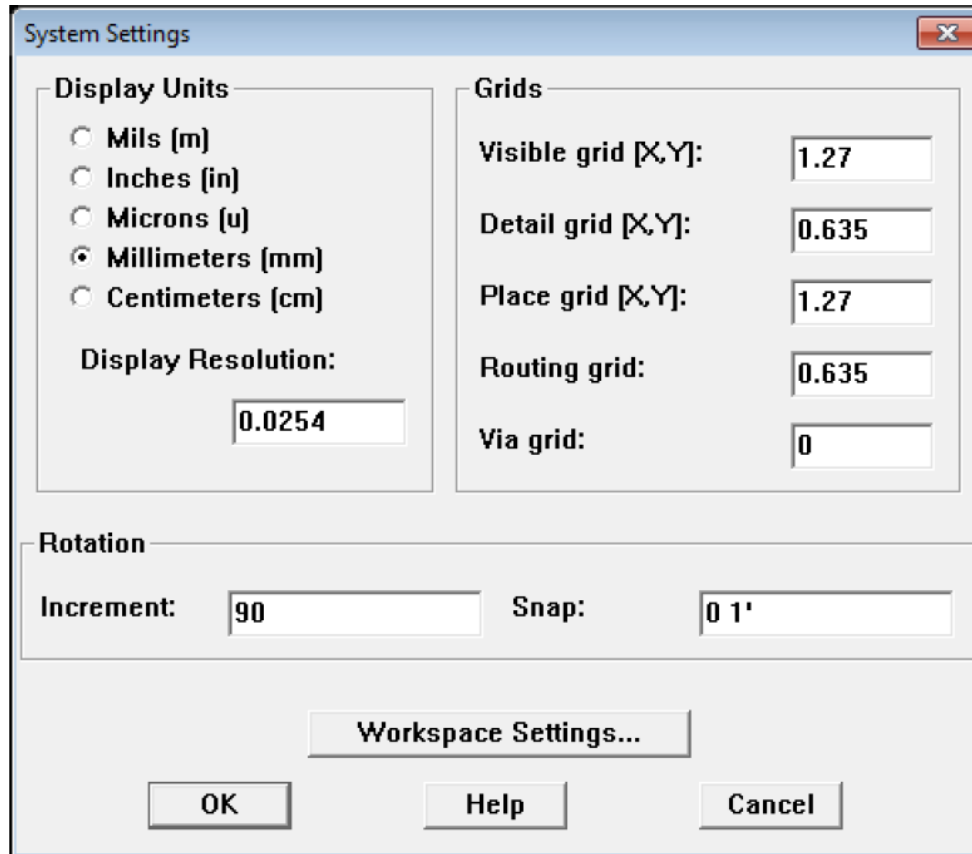 System Settings
Display Units
Mils (m)
Inches (in)
Microns (u)
Millimeters (mm)
Centimeters (cm)
Display Resolution:
0.0254
Grids
Visible grid [X,Y]: 1.27
Detail grid [X,Y]: 0.635
Place grid [X,Y]: 1.27
Routing grid: 0.635
Via grid: 0
Rotation
Increment: 90 Snap: 0 1'
Workspace Settings...
OK Help Cancel